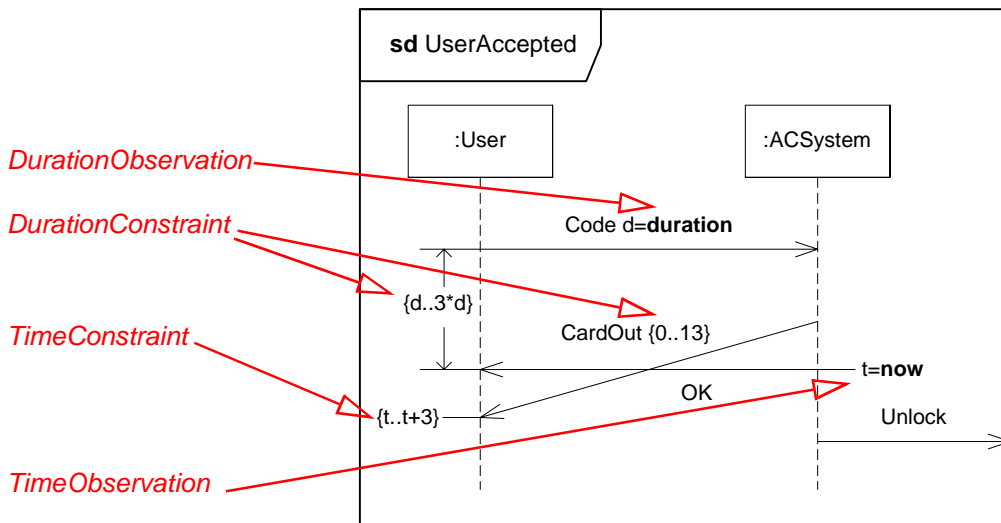 sd UserAccepted
:User
:ACSystem
DurationObservation
Code d=duration
DurationConstraint
{d..3*d}
CardOut {0..13}
TimeConstraint
t=now
OK
{t..t+3}
Unlock
TimeObservation